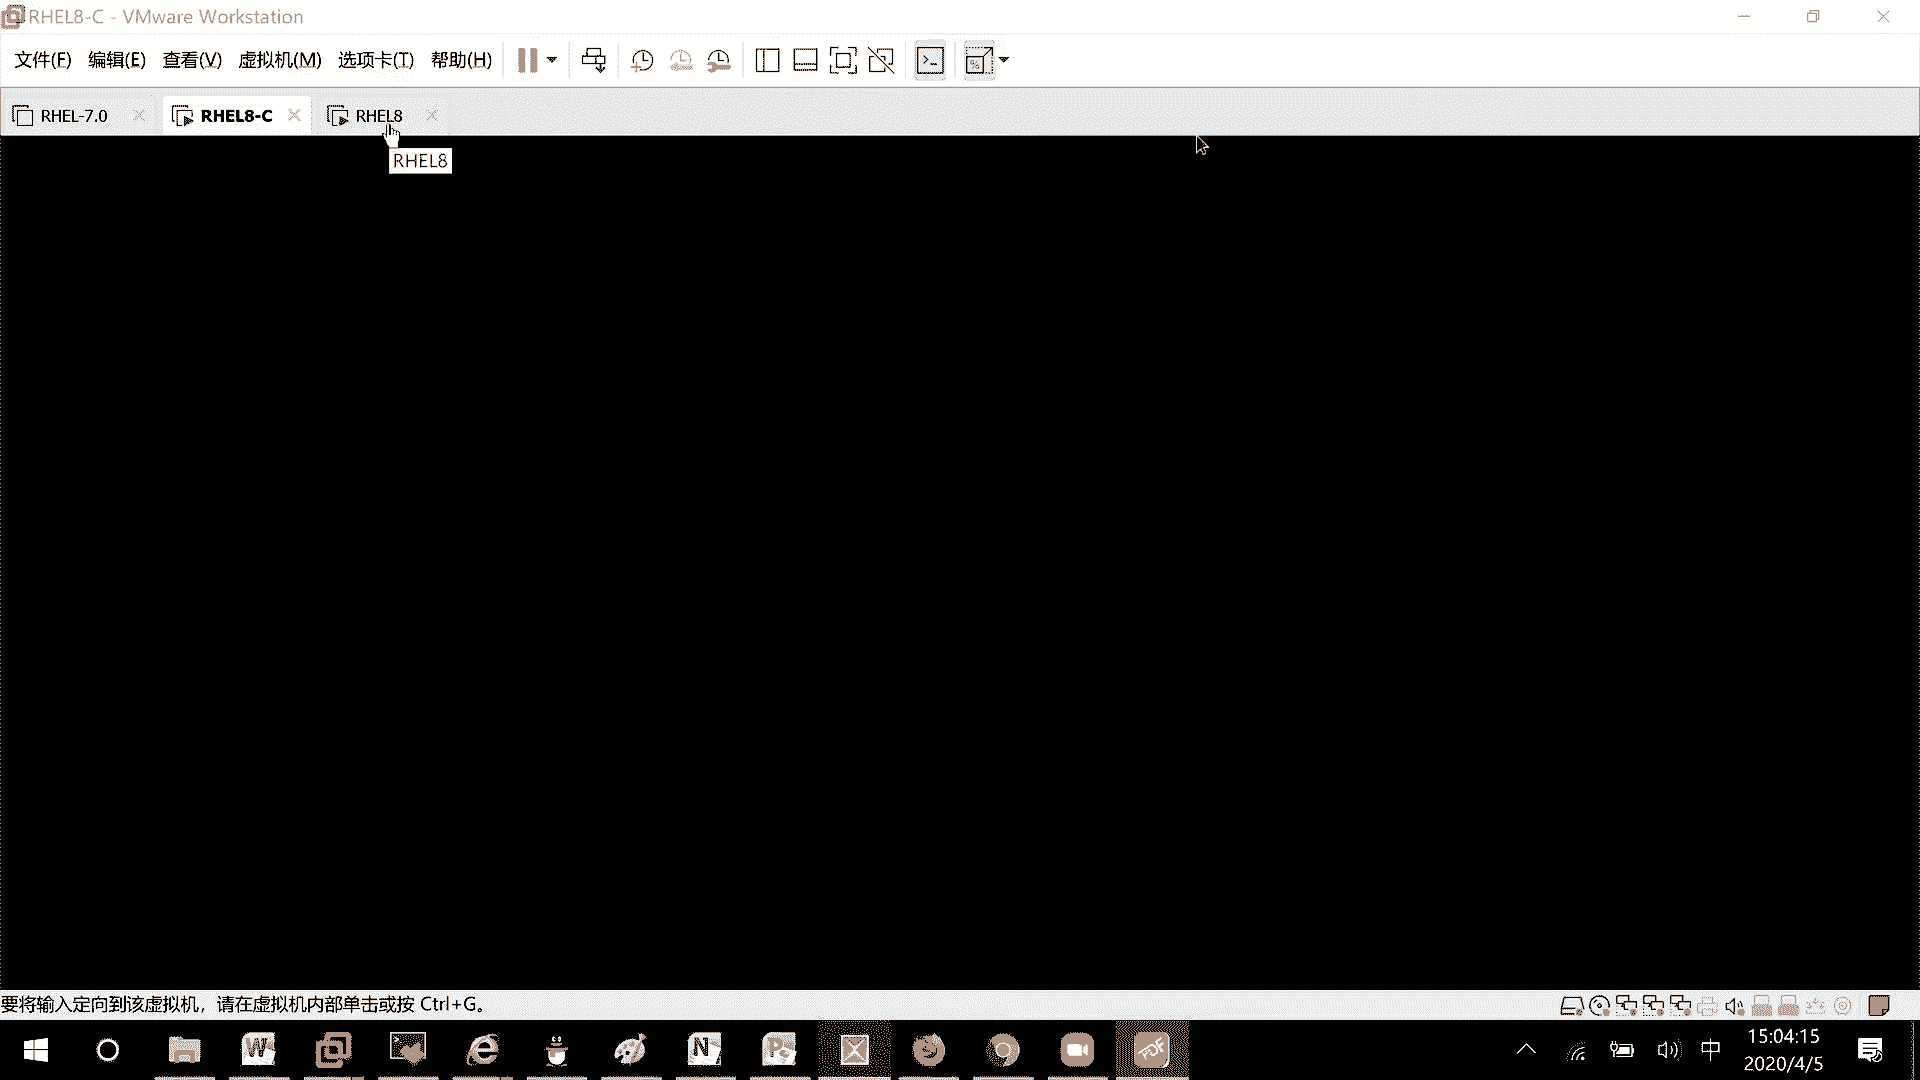 RHEL8-C - VMware Workstation
文件(F) 编辑(E) 查看(V) 虚拟机(M) 选项卡(T) 帮助(H)
RHEL-7.0 RHEL8-C RHEL8
RHEL8
要将输入定向到该虚拟机，请在虚拟机内部单击或按 Ctrl+G。
中 15:04:15
2020/4/5